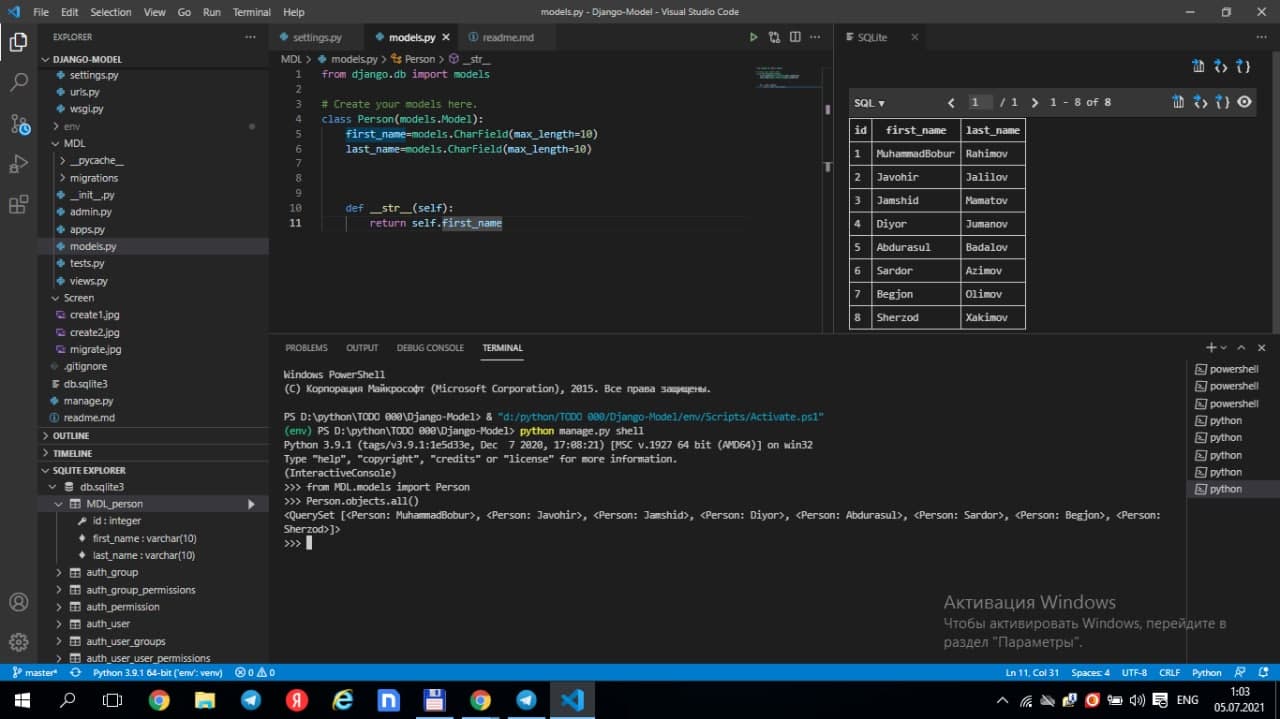 File Edit Selection View Go Run Terminal Help
models.py - Django-Model - Visual Studio Code
EXPLORER
DJANGO-MODEL
settings.py
urls.py
wsgi.py
env
MDL
__pycache__
migrations
__init__.py
admin.py
apps.py
models.py
tests.py
views.py
Screen
create1.jpg
create2.jpg
migrate.jpg
.gitignore
db.sqlite3
manage.py
readme.md
OUTLINE
TIMELINE
SQLITE EXPLORER
db.sqlite3
MDL_person
id : integer
first_name : varchar(10)
last_name : varchar(10)
auth_group
auth_group_permissions
auth_permission
auth_user
auth_user_groups
auth_user_user_permissions
settings.py models.py readme.md
MDL > models.py > Person > __str__
1 from django.db import models
2
3 # Create your models here.
4 class Person(models.Model):
5 first_name=models.CharField(max_length=10)
6 last_name=models.CharField(max_length=10)
7
8
9
10 def __str__(self):
11 return self.first_name
SQLite
SQL 1 / 1 1 - 8 of 8
id first_name last_name
1 MuhammadBobur Rahimov
2 Javohir Jalilov
3 Jamshid Mamatov
4 Diyor Jumanov
5 Abdurasul Badalov
6 Sardor Azimov
7 Begjon Olimov
8 Sherzod Xakimov
PROBLEMS OUTPUT DEBUG CONSOLE TERMINAL
Windows PowerShell
(C) Корпорация Майкрософт (Microsoft Corporation), 2015. Все права защищены.
PS D:\python\TODO 000\Django-Model> & "d:/python/TODO 000/Django-Model/env/Scripts/Activate.ps1"
(env) PS D:\python\TODO 000\Django-Model> python manage.py shell
Python 3.9.1 (tags/v3.9.1:1e5d33e, Dec  7 2020, 17:08:21) [MSC v.1927 64 bit (AMD64)] on win32
Type "help", "copyright", "credits" or "license" for more information.
(InteractiveConsole)
>>> from MDL.models import Person
>>> Person.objects.all()
<QuerySet [<Person: MuhammadBobur>, <Person: Javohir>, <Person: Jamshid>, <Person: Diyor>, <Person: Abdurasul>, <Person: Sardor>, <Person: Begjon>, <Person:
Sherzod>]>
>>>
powershell
powershell
powershell
python
python
python
python
python
Активация Windows
Чтобы активировать Windows, перейдите в
раздел "Параметры".
master* Python 3.9.1 64-bit ('env': venv) 0 0 Ln 11, Col 31 Spaces: 4 UTF-8 CRLF Python
ENG
1:03
05.07.2021